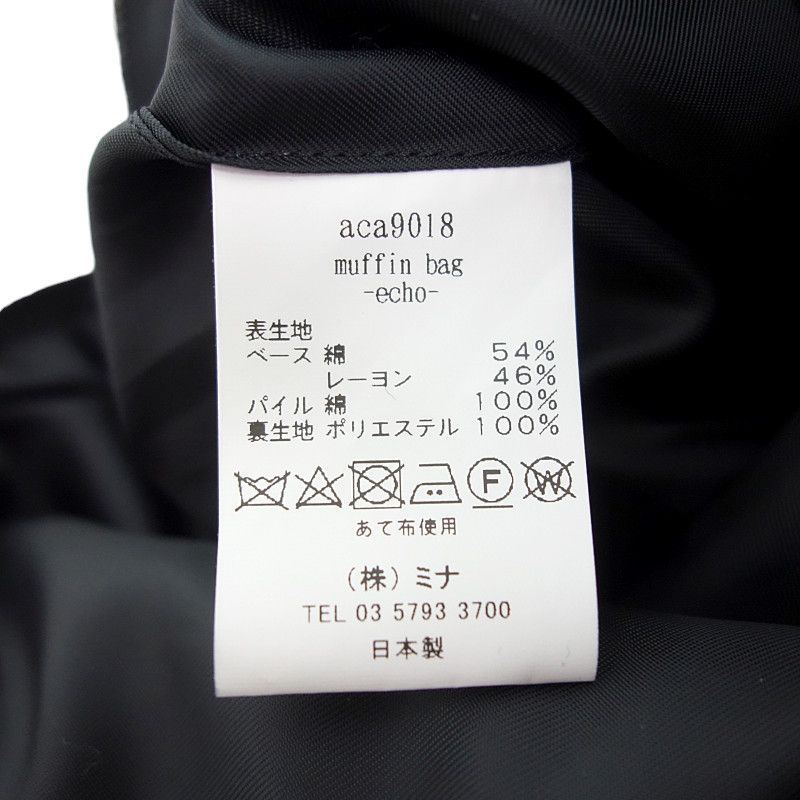 aca9018
muffin bag
-echo-
表生地
ベース 綿 54%
レーヨン 46%
パイル 綿 100%
裏生地 ポリエステル 100%
F W
あて布使用
(株)ミナ
TEL 03 5793 3700
日本製